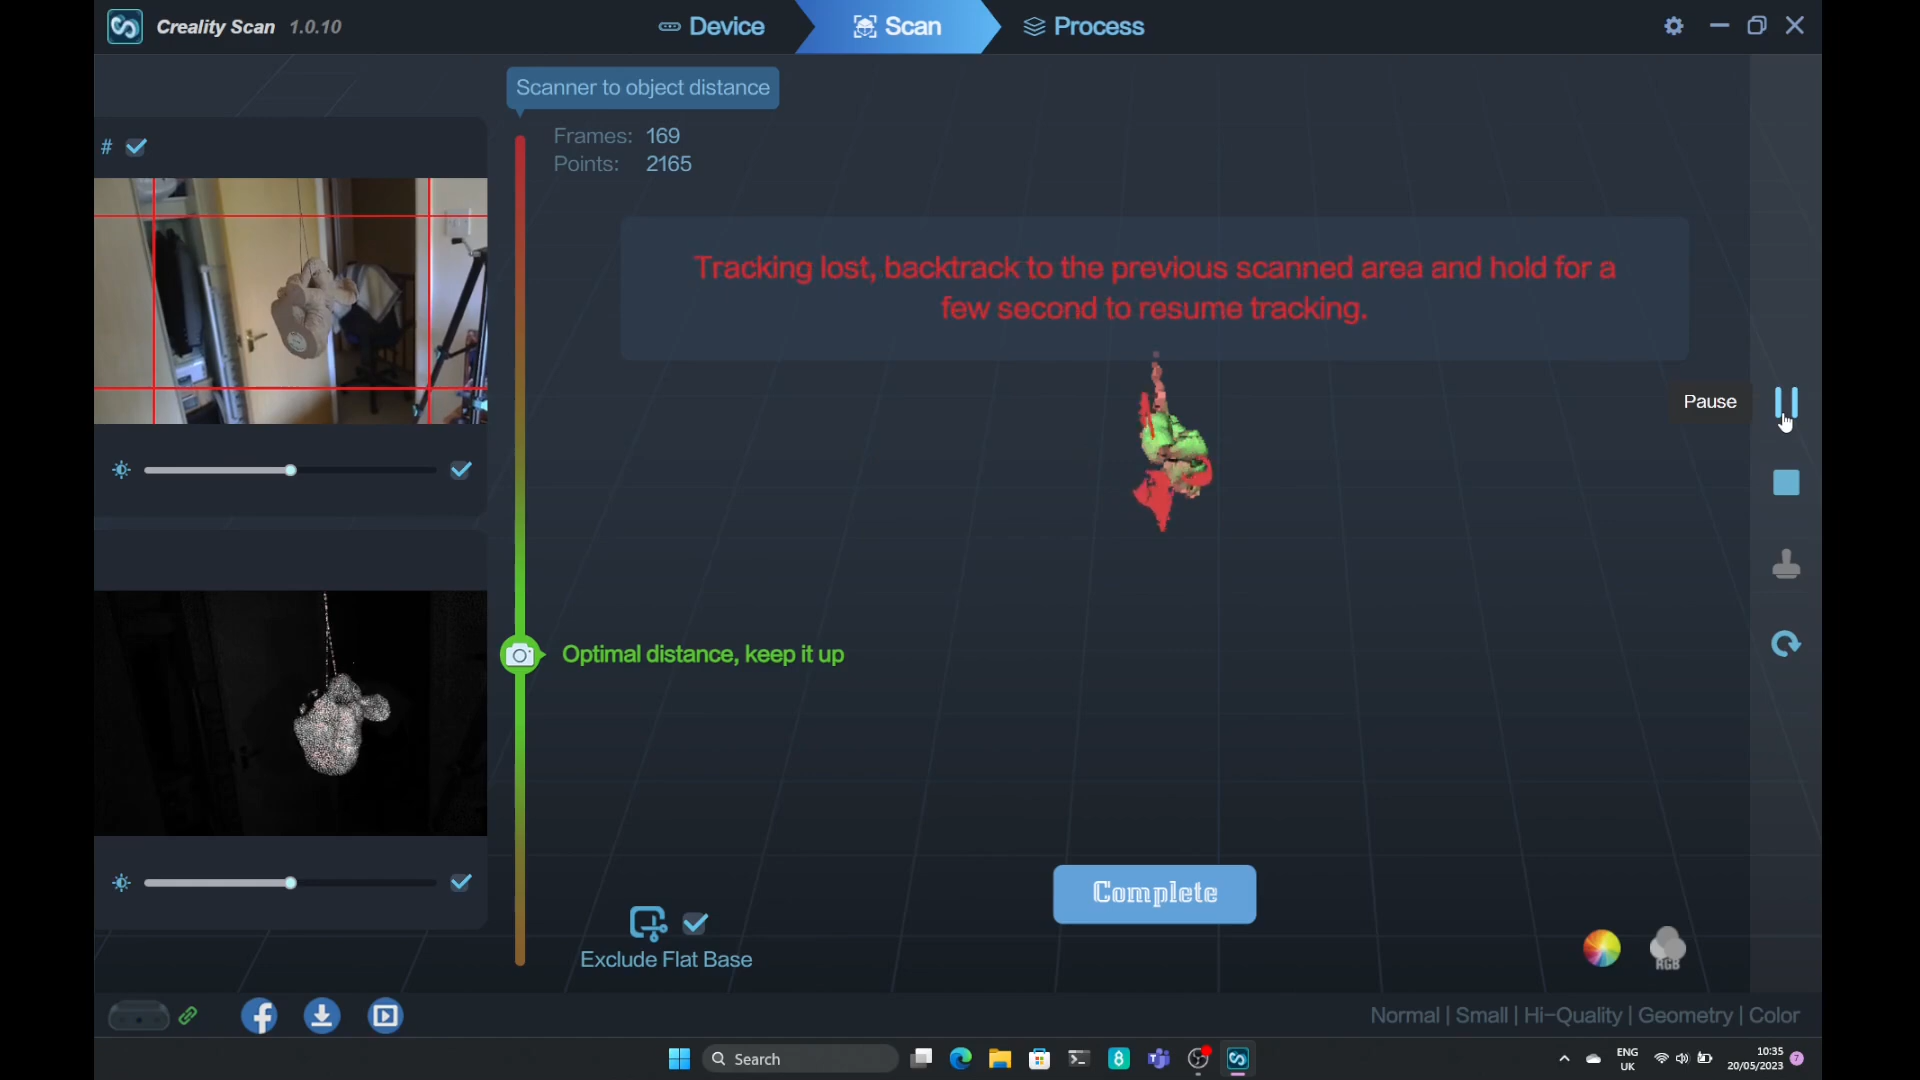 Creality Scan 1.0.10
Device
Scan
Process
Scanner to object distance
#
Frames: 169
Points: 2165
Tracking lost, backtrack to the previous scanned area and hold for a
few second to resume tracking.
Pause
Optimal distance, keep it up
Complete
Exclude Flat Base
RGB
Normal | Small | Hi-Quality | Geometry | Color
Search
ENG
UK
10:35
20/05/2023
7